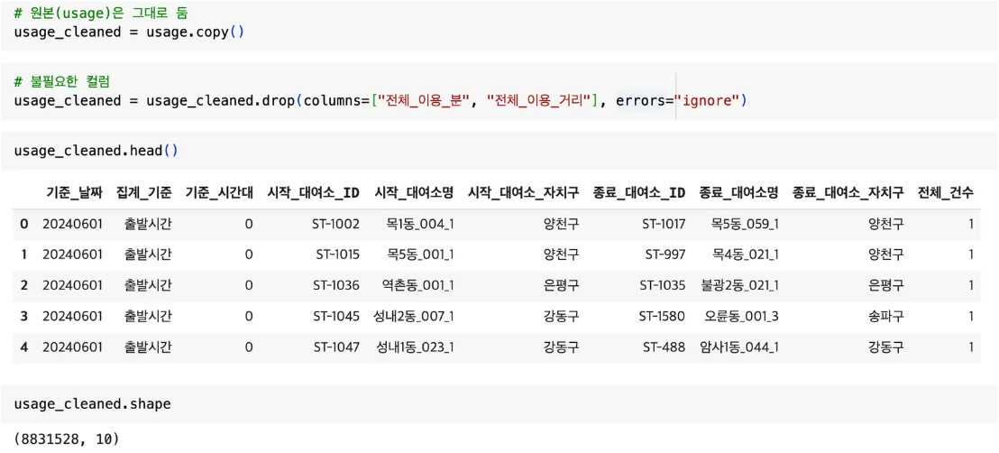 # 원본(usage)은 그대로 둠
usage_cleaned = usage.copy()
# 불필요한 컬럼
usage_cleaned = usage_cleaned.drop(columns=["전체_이용_분", "전체_이용_거리"], errors="ignore")
usage_cleaned.head()
기준_날짜 집계_기준 기준_시간대 시작_대여소_ID 시작_대여소명 시작_대여소_자치구 종료_대여소_ID 종료_대여소명 종료_대여소_자치구 전체_건수
0 20240601 출발시간 0 ST-1002 목1동_004_1 양천구 ST-1017 목5동_059_1 양천구 1
1 20240601 출발시간 0 ST-1015 목5동_001_1 양천구 ST-997 목4동_021_1 양천구 1
2 20240601 출발시간 0 ST-1036 역촌동_001_1 은평구 ST-1035 불광2동_021_1 은평구 1
3 20240601 출발시간 0 ST-1045 성내2동_007_1 강동구 ST-1580 오륜동_001_3 송파구 1
4 20240601 출발시간 0 ST-1047 성내1동_023_1 강동구 ST-488 암사1동_044_1 강동구 1
usage_cleaned.shape
(8831528, 10)